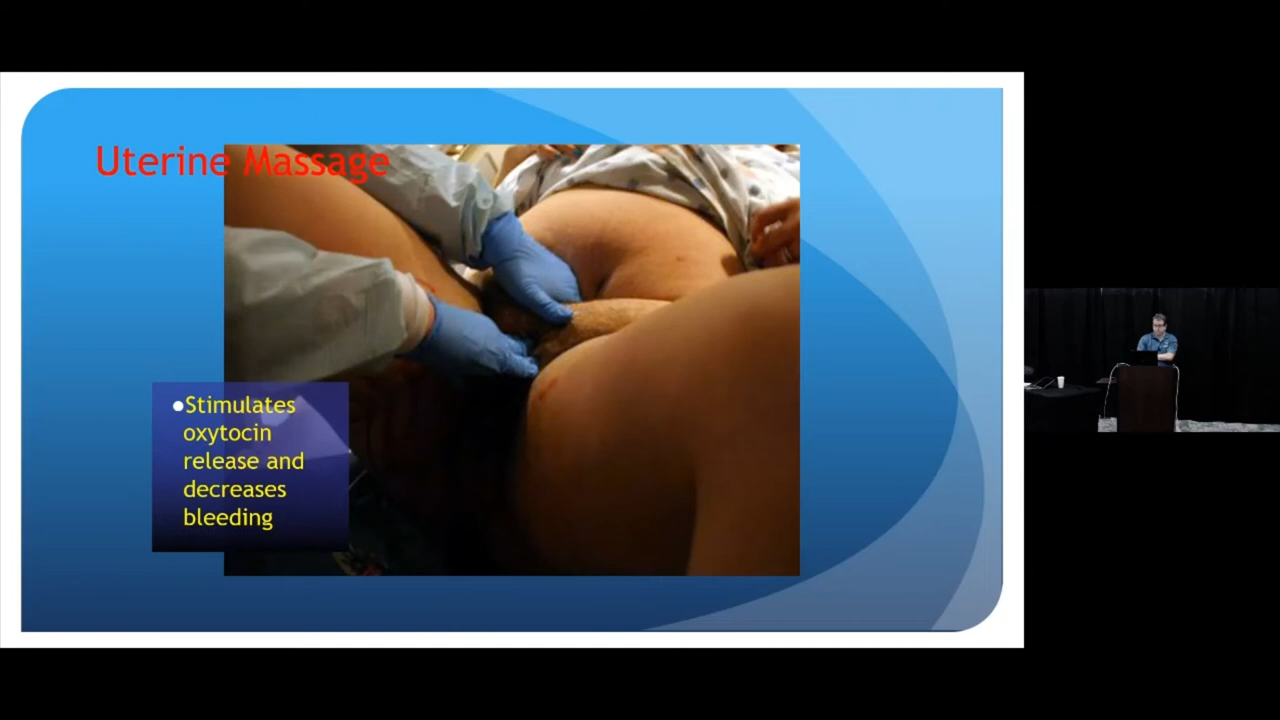 Uterine Massage
●Stimulates
oxytocin
release and
decreases
bleeding